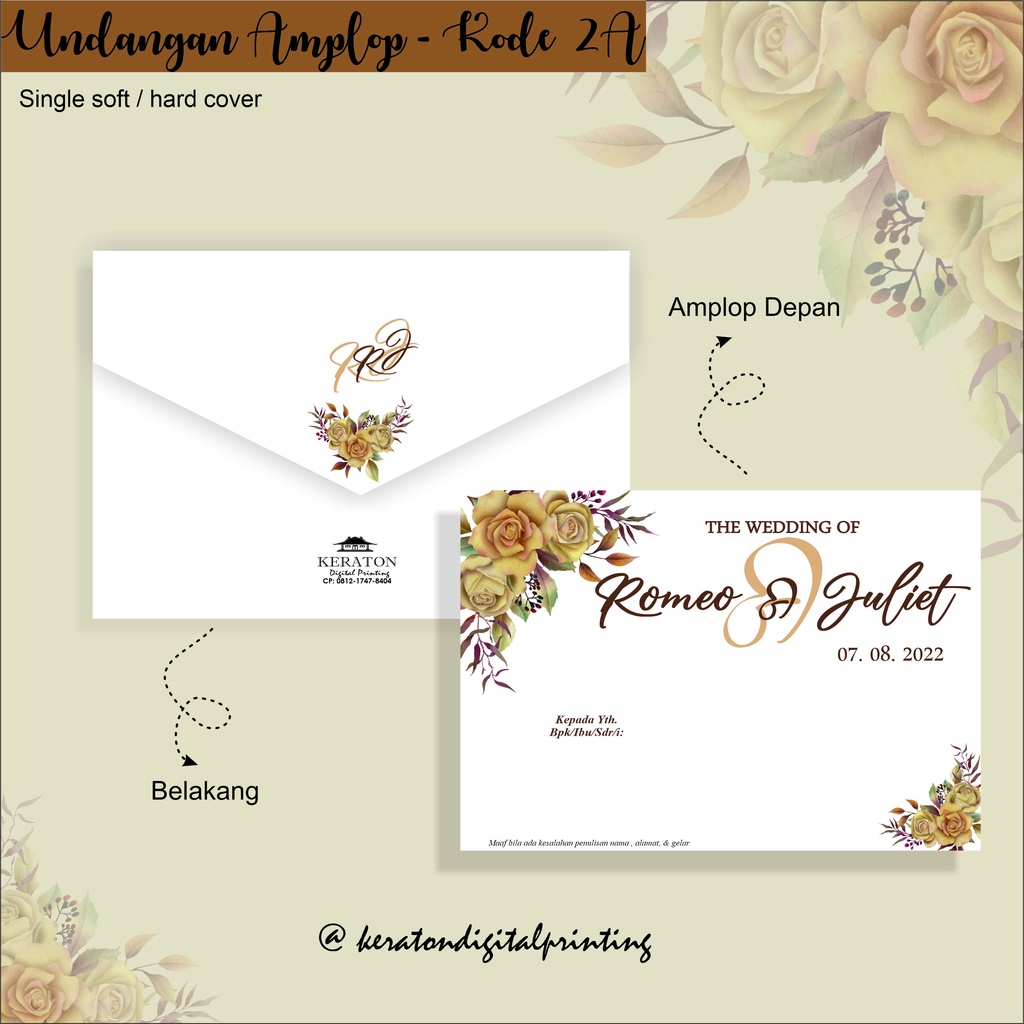 Undangan Amplop - Kode 2A
Single soft / hard cover
Amplop Depan
RRJ
KERATON
Digital Printing
CP: 0812-1747-8404
THE WEDDING OF
Romeo & Juliet
07. 08. 2022
Kepada Yth.
Bpk/Ibu/Sdr/i:
Belakang
Maaf bila ada kesalahan penulisan nama , alamat, & gelar
@ keratondigitalprinting